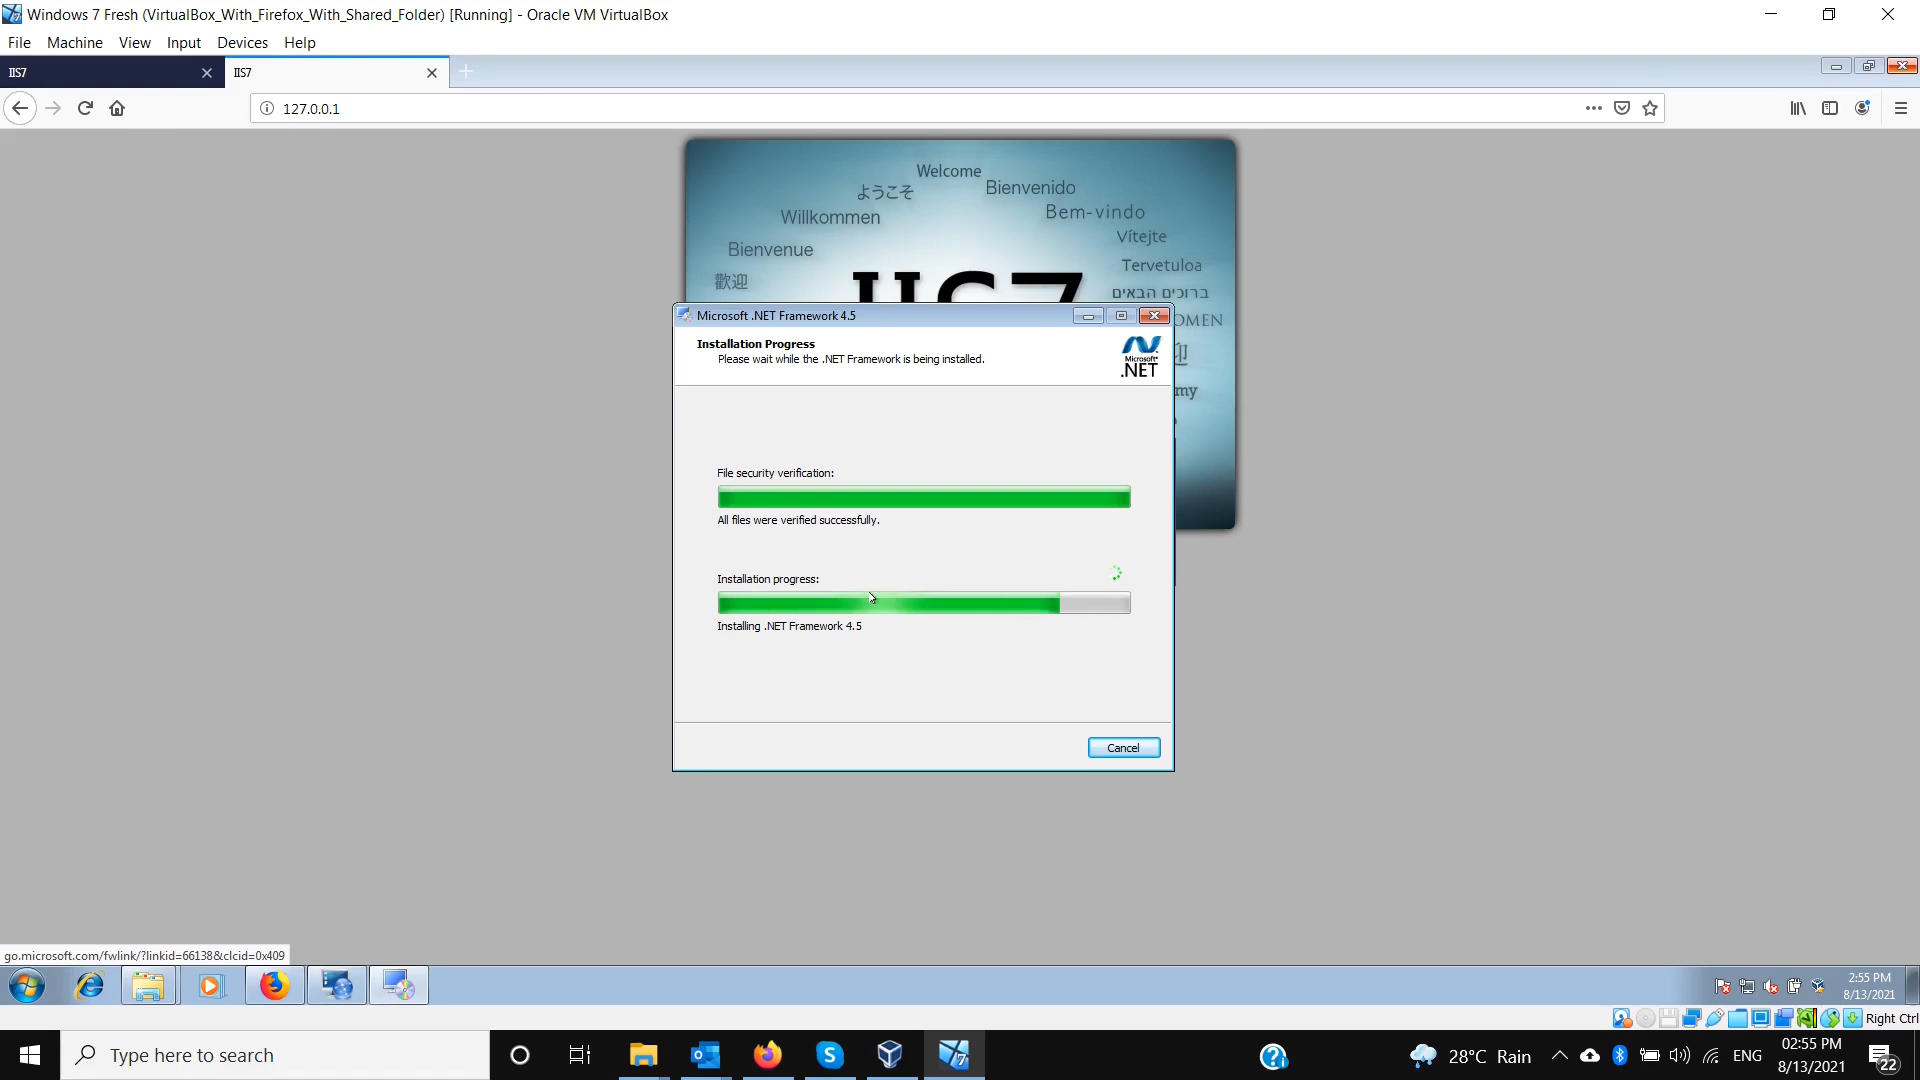 Windows 7 Fresh (VirtualBox_With_Firefox_With_Shared_Folder) [Running] - Oracle VM VirtualBox
File Machine View Input Devices Help
IIS7
IIS7
127.0.0.1
Welcome
ようこそ
Bienvenido
Willkommen
Bem-vindo
Bienvenue
Vítejte
Tervetuloa
歡迎
ברוכים הבאים
IIS7
OMEN
迎
my
Microsoft .NET Framework 4.5
Installation Progress
Please wait while the .NET Framework is being installed.
Microsoft
.NET
File security verification:
All files were verified successfully.
Installation progress:
Installing .NET Framework 4.5
Cancel
go.microsoft.com/fwlink/?linkid=66138&clcid=0x409
2:55 PM
8/13/2021
Right Ctrl
Type here to search
28°C Rain
ENG
02:55 PM
8/13/2021
22